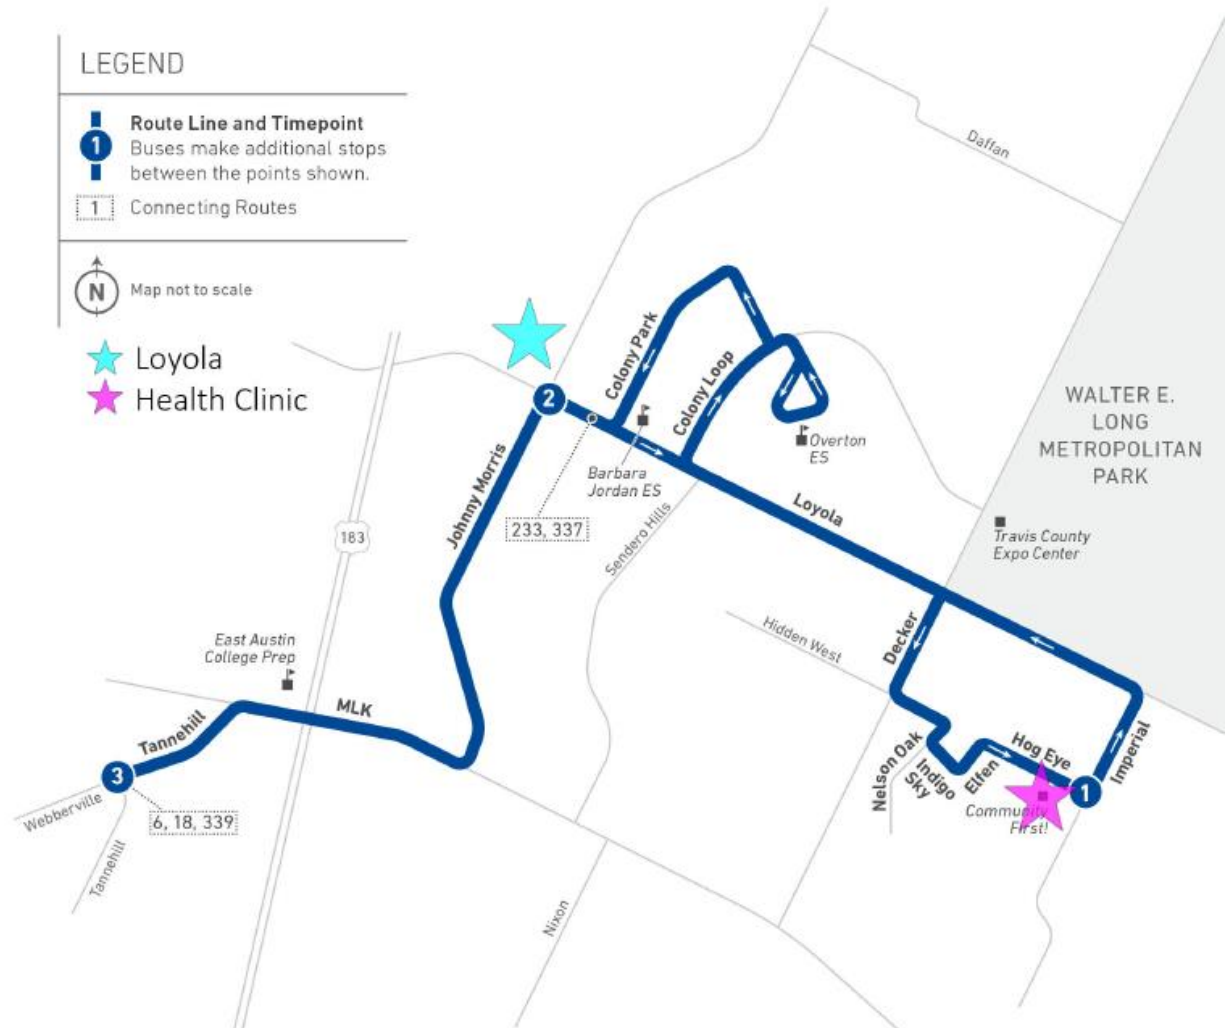 LEGEND
1
Route Line and Timepoint
Buses make additional stops
between the points shown.
1
Connecting Routes
N
Map not to scale
Loyola
Health Clinic
Daffan
Colony Park
Colony Loop
WALTER E.
LONG
METROPOLITAN
PARK
2
Overton
ES
Barbara
Jordan ES
Johnny Morris
233, 337
Sendero Hills
Loyola
183
Travis County
Expo Center
Hidden West
Decker
East Austin
College Prep
MLK
Tannehill
Hog Eye
Imperial
Nelson Oak
Indigo
Sky
Elfen
3
1
Community
First!
Webberville
6, 18, 339
Tannehill
Nixon